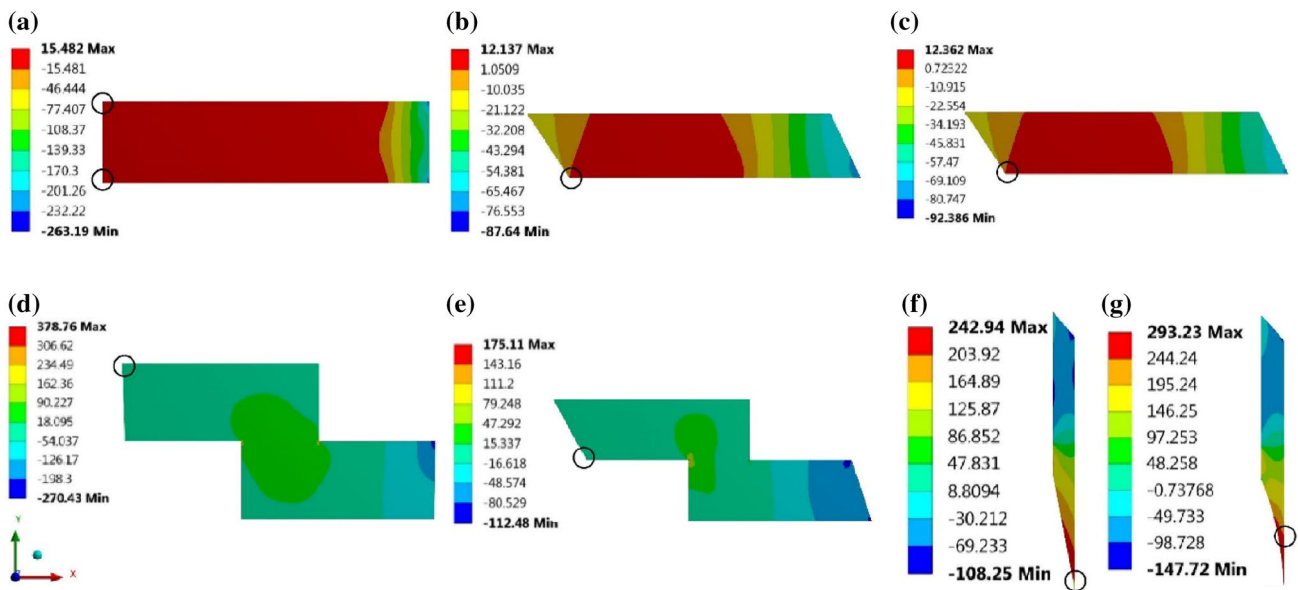 (a)
15.482 Max
-15.481
-46.444
-77.407
-108.37
-139.33
-170.3
-201.26
-232.22
-263.19 Min
(b)
12.137 Max
1.0509
-10.035
-21.122
-32.208
-43.294
-54.381
-65.467
-76.553
-87.64 Min
(c)
12.362 Max
0.72322
-10.915
-22.554
-34.193
-45.831
-57.47
-69.109
-80.747
-92.386 Min
(d)
378.76 Max
306.62
234.49
162.36
90.227
18.095
-54.037
-126.17
-198.3
-270.43 Min
Y
X
(e)
175.11 Max
143.16
111.2
79.248
47.292
15.337
-16.618
-48.574
-80.529
-112.48 Min
(f)
242.94 Max
203.92
164.89
125.87
86.852
47.831
8.8094
-30.212
-69.233
-108.25 Min
(g)
293.23 Max
244.24
195.24
146.25
97.253
48.258
-0.73768
-49.733
-98.728
-147.72 Min